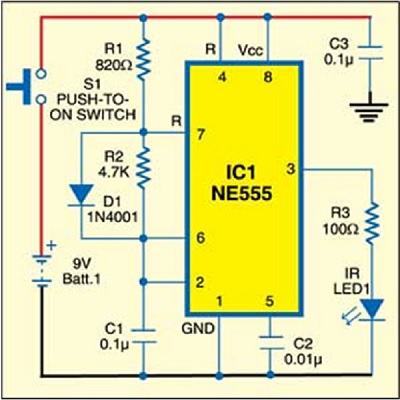 R1
820Ω
R
Vcc
C3
0.1µ
4
8
S1
PUSH-TO-
ON SWITCH
R
7
R2
4.7K
IC1
NE555
3
D1
1N4001
R3
100Ω
6
+
9V
Batt.1
2
IR
LED1
C1
0.1µ
GND
1
5
C2
0.01µ